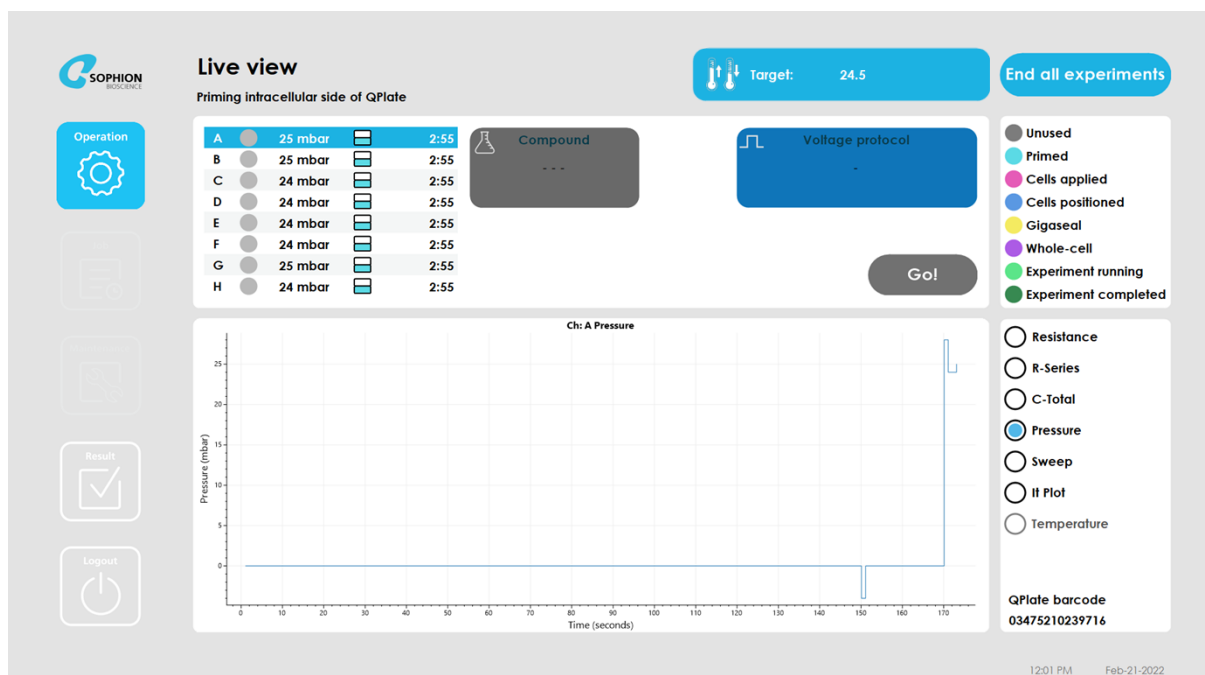 SOPHION
BIOSCIENCE
Live view
Priming intracellular side of QPlate
Target: 24.5
End all experiments
Operation
Result
Logout
A 25 mbar 2:55
B 25 mbar 2:55
C 24 mbar 2:55
D 24 mbar 2:55
E 24 mbar 2:55
F 24 mbar 2:55
G 25 mbar 2:55
H 24 mbar 2:55
Compound
---
Voltage protocol
-
Go!
Unused
Primed
Cells applied
Cells positioned
Gigaseal
Whole-cell
Experiment running
Experiment completed
Ch: A Pressure
Pressure (mbar)
25
20
15
10
5
0
0 10 20 30 40 50 60 70 80 90 100 110 120 130 140 150 160 170
Time (seconds)
Resistance
R-Series
C-Total
Pressure
Sweep
It Plot
Temperature
QPlate barcode
03475210239716
12:01 PM Feb-21-2022